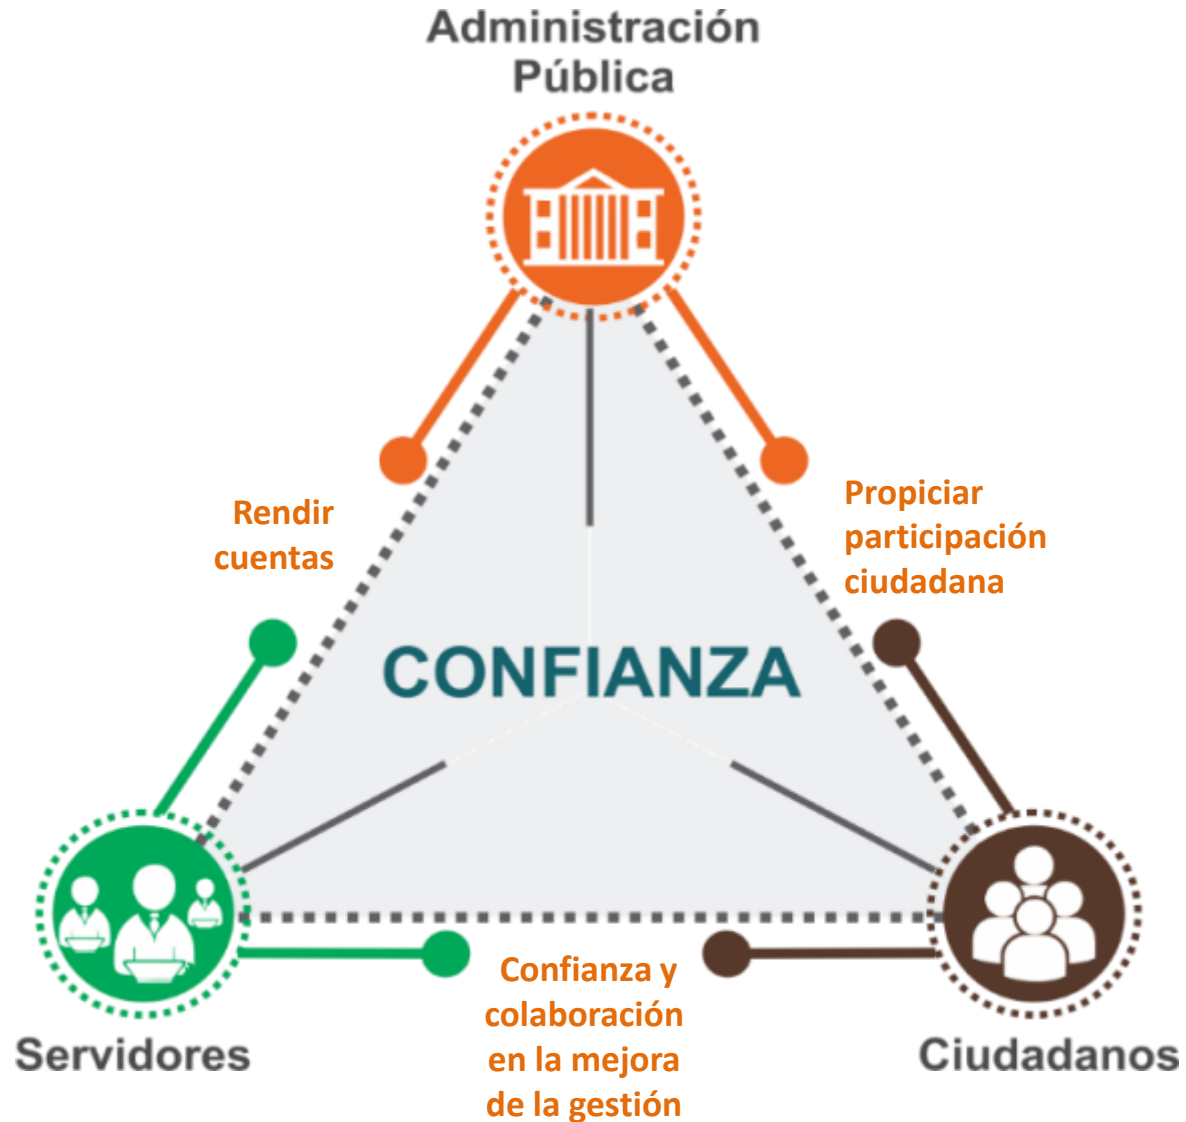 Administración
Pública
Rendir
cuentas
Propiciar
participación
ciudadana
CONFIANZA
Confianza y
colaboración
en la mejora
de la gestión
Servidores
Ciudadanos